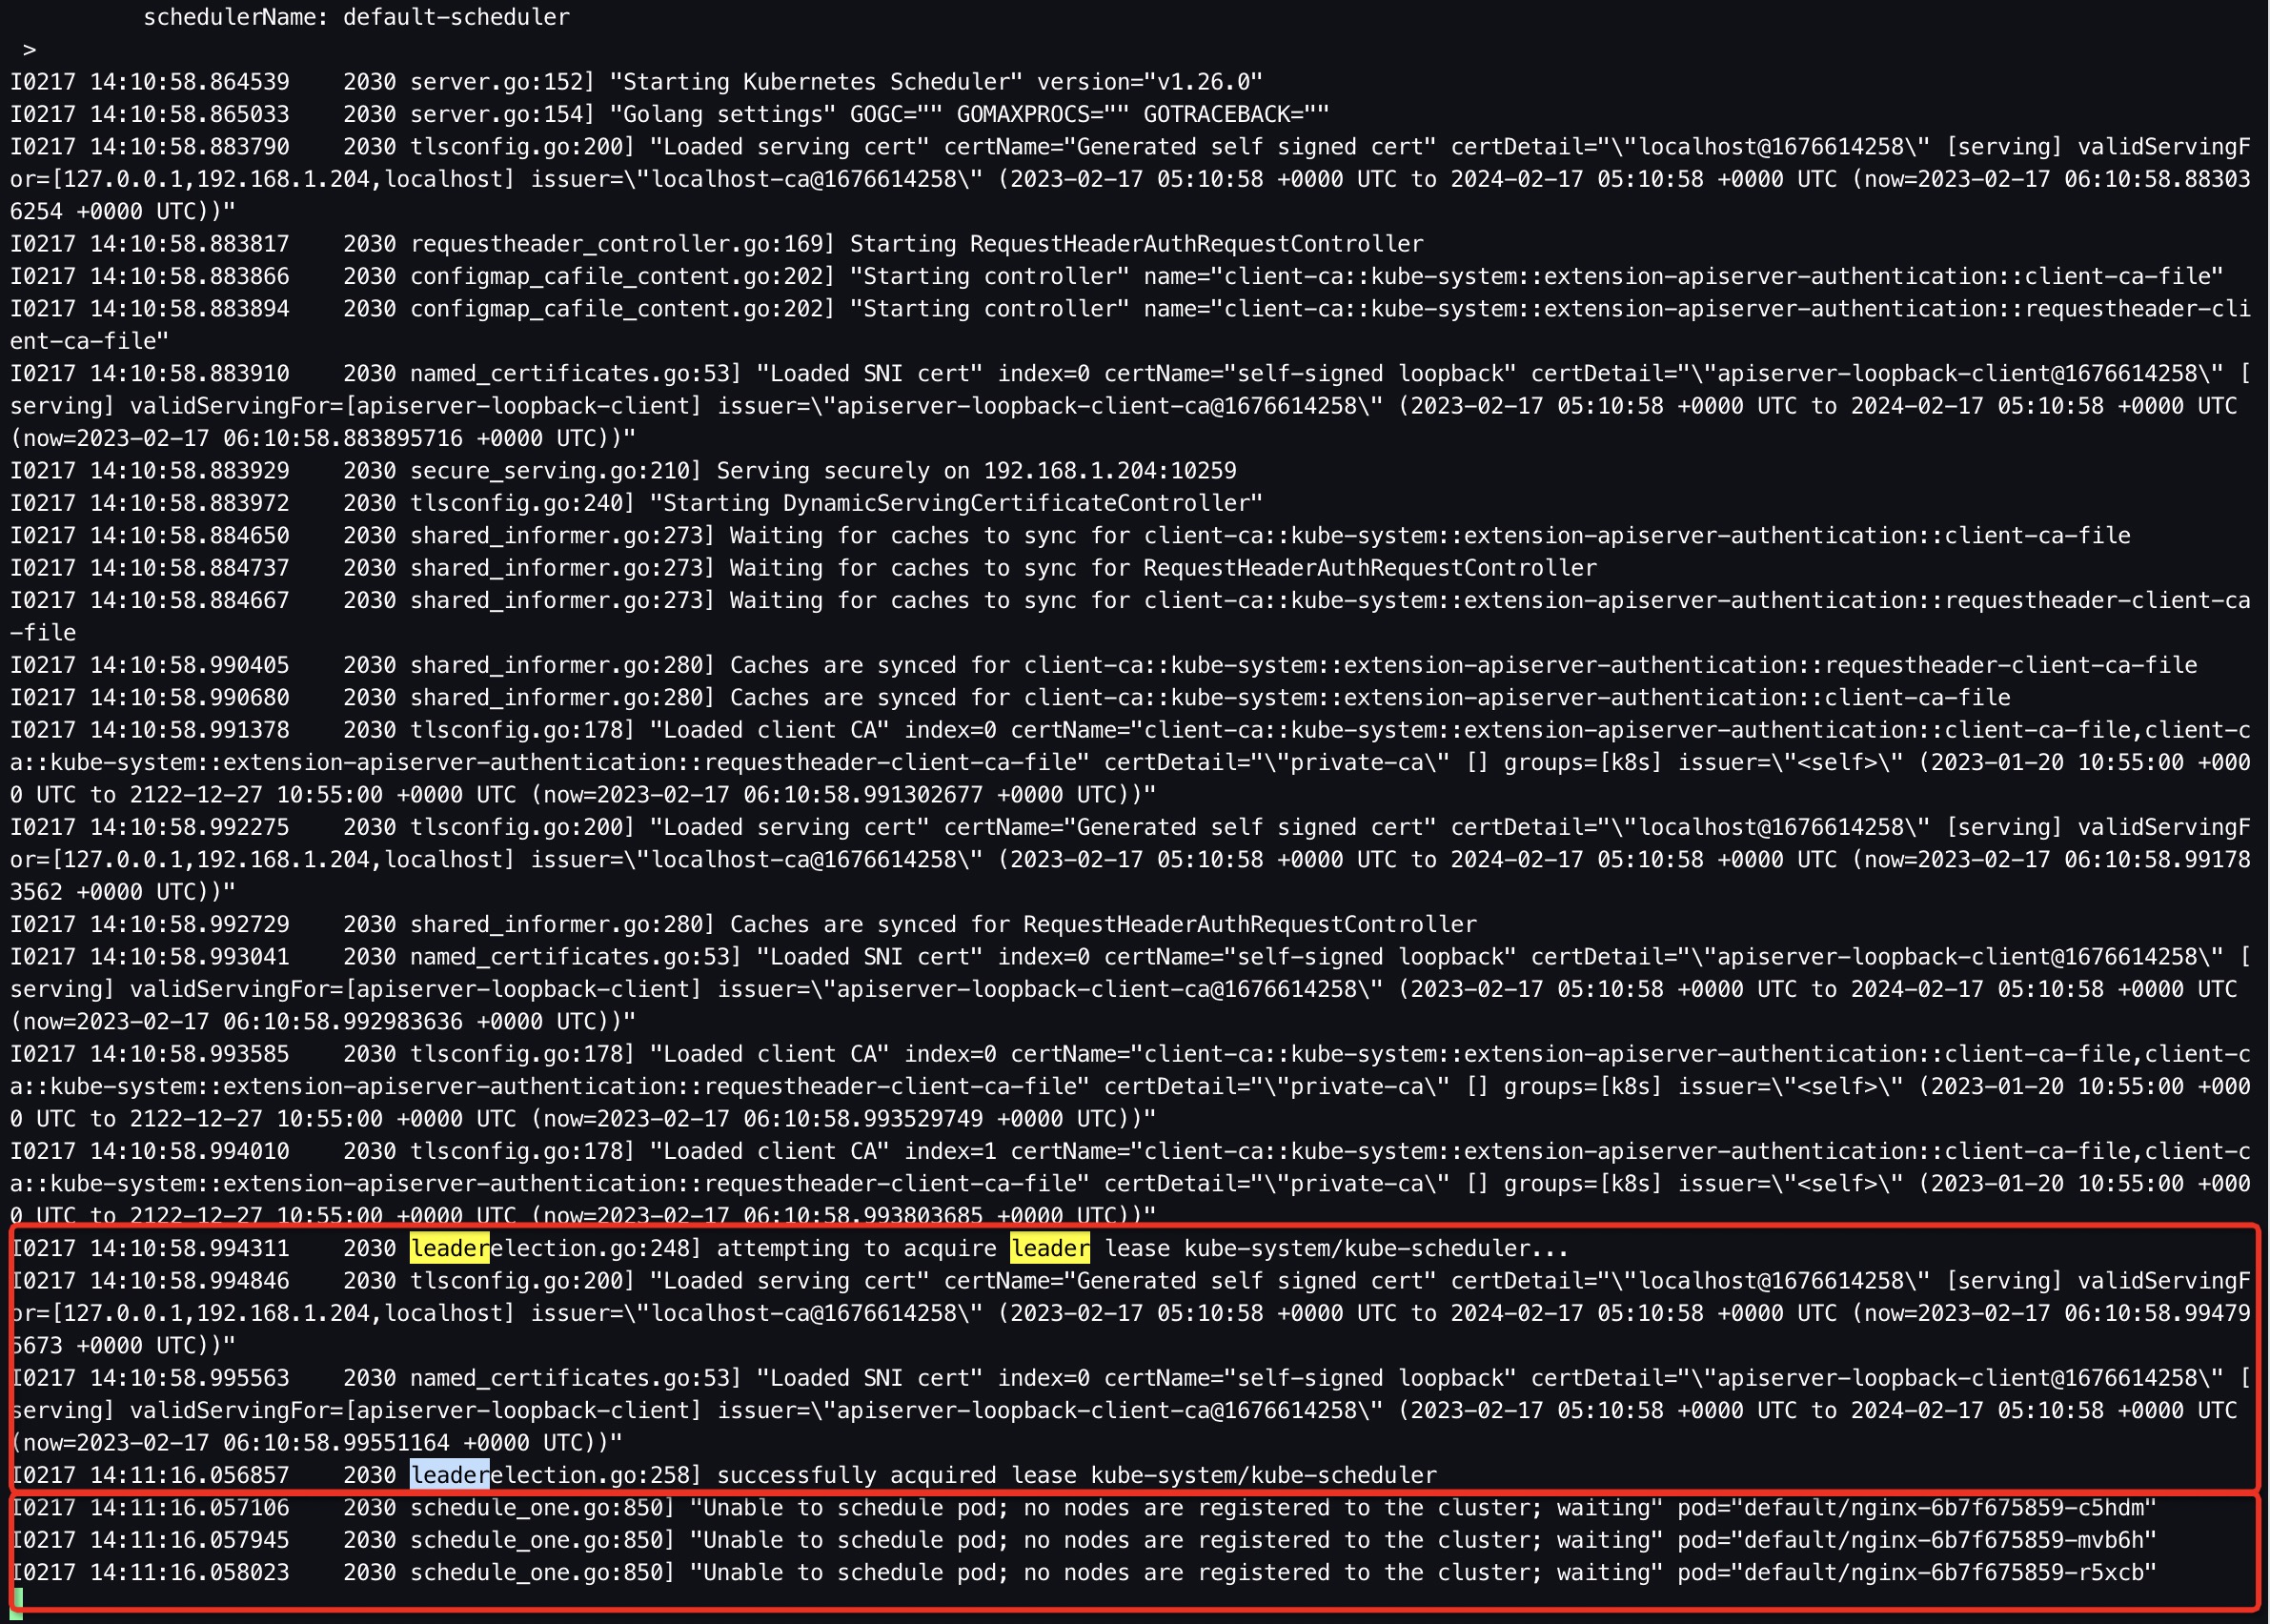 schedulerName: default-scheduler
 >
I0217 14:10:58.864539    2030 server.go:152] "Starting Kubernetes Scheduler" version="v1.26.0"
I0217 14:10:58.865033    2030 server.go:154] "Golang settings" GOGC="" GOMAXPROCS="" GOTRACEBACK=""
I0217 14:10:58.883790    2030 tlsconfig.go:200] "Loaded serving cert" certName="Generated self signed cert" certDetail="\"localhost@1676614258\" [serving] validServingF
or=[127.0.0.1,192.168.1.204,localhost] issuer=\"localhost-ca@1676614258\" (2023-02-17 05:10:58 +0000 UTC to 2024-02-17 05:10:58 +0000 UTC (now=2023-02-17 06:10:58.88303
6254 +0000 UTC))"
I0217 14:10:58.883817    2030 requestheader_controller.go:169] Starting RequestHeaderAuthRequestController
I0217 14:10:58.883866    2030 configmap_cafile_content.go:202] "Starting controller" name="client-ca::kube-system::extension-apiserver-authentication::client-ca-file"
I0217 14:10:58.883894    2030 configmap_cafile_content.go:202] "Starting controller" name="client-ca::kube-system::extension-apiserver-authentication::requestheader-cli
ent-ca-file"
I0217 14:10:58.883910    2030 named_certificates.go:53] "Loaded SNI cert" index=0 certName="self-signed loopback" certDetail="\"apiserver-loopback-client@1676614258\" [
serving] validServingFor=[apiserver-loopback-client] issuer=\"apiserver-loopback-client-ca@1676614258\" (2023-02-17 05:10:58 +0000 UTC to 2024-02-17 05:10:58 +0000 UTC
(now=2023-02-17 06:10:58.883895716 +0000 UTC))"
I0217 14:10:58.883929    2030 secure_serving.go:210] Serving securely on 192.168.1.204:10259
I0217 14:10:58.883972    2030 tlsconfig.go:240] "Starting DynamicServingCertificateController"
I0217 14:10:58.884650    2030 shared_informer.go:273] Waiting for caches to sync for client-ca::kube-system::extension-apiserver-authentication::client-ca-file
I0217 14:10:58.884737    2030 shared_informer.go:273] Waiting for caches to sync for RequestHeaderAuthRequestController
I0217 14:10:58.884667    2030 shared_informer.go:273] Waiting for caches to sync for client-ca::kube-system::extension-apiserver-authentication::requestheader-client-ca
-file
I0217 14:10:58.990405    2030 shared_informer.go:280] Caches are synced for client-ca::kube-system::extension-apiserver-authentication::requestheader-client-ca-file
I0217 14:10:58.990680    2030 shared_informer.go:280] Caches are synced for client-ca::kube-system::extension-apiserver-authentication::client-ca-file
I0217 14:10:58.991378    2030 tlsconfig.go:178] "Loaded client CA" index=0 certName="client-ca::kube-system::extension-apiserver-authentication::client-ca-file,client-c
a::kube-system::extension-apiserver-authentication::requestheader-client-ca-file" certDetail="\"private-ca\" [] groups=[k8s] issuer=\"<self>\" (2023-01-20 10:55:00 +000
0 UTC to 2122-12-27 10:55:00 +0000 UTC (now=2023-02-17 06:10:58.991302677 +0000 UTC))"
I0217 14:10:58.992275    2030 tlsconfig.go:200] "Loaded serving cert" certName="Generated self signed cert" certDetail="\"localhost@1676614258\" [serving] validServingF
or=[127.0.0.1,192.168.1.204,localhost] issuer=\"localhost-ca@1676614258\" (2023-02-17 05:10:58 +0000 UTC to 2024-02-17 05:10:58 +0000 UTC (now=2023-02-17 06:10:58.99178
3562 +0000 UTC))"
I0217 14:10:58.992729    2030 shared_informer.go:280] Caches are synced for RequestHeaderAuthRequestController
I0217 14:10:58.993041    2030 named_certificates.go:53] "Loaded SNI cert" index=0 certName="self-signed loopback" certDetail="\"apiserver-loopback-client@1676614258\" [
serving] validServingFor=[apiserver-loopback-client] issuer=\"apiserver-loopback-client-ca@1676614258\" (2023-02-17 05:10:58 +0000 UTC to 2024-02-17 05:10:58 +0000 UTC
(now=2023-02-17 06:10:58.992983636 +0000 UTC))"
I0217 14:10:58.993585    2030 tlsconfig.go:178] "Loaded client CA" index=0 certName="client-ca::kube-system::extension-apiserver-authentication::client-ca-file,client-c
a::kube-system::extension-apiserver-authentication::requestheader-client-ca-file" certDetail="\"private-ca\" [] groups=[k8s] issuer=\"<self>\" (2023-01-20 10:55:00 +000
0 UTC to 2122-12-27 10:55:00 +0000 UTC (now=2023-02-17 06:10:58.993529749 +0000 UTC))"
I0217 14:10:58.994010    2030 tlsconfig.go:178] "Loaded client CA" index=1 certName="client-ca::kube-system::extension-apiserver-authentication::client-ca-file,client-c
a::kube-system::extension-apiserver-authentication::requestheader-client-ca-file" certDetail="\"private-ca\" [] groups=[k8s] issuer=\"<self>\" (2023-01-20 10:55:00 +000
0 UTC to 2122-12-27 10:55:00 +0000 UTC (now=2023-02-17 06:10:58.993803685 +0000 UTC))"
I0217 14:10:58.994311    2030 leaderelection.go:248] attempting to acquire leader lease kube-system/kube-scheduler...
I0217 14:10:58.994846    2030 tlsconfig.go:200] "Loaded serving cert" certName="Generated self signed cert" certDetail="\"localhost@1676614258\" [serving] validServingF
or=[127.0.0.1,192.168.1.204,localhost] issuer=\"localhost-ca@1676614258\" (2023-02-17 05:10:58 +0000 UTC to 2024-02-17 05:10:58 +0000 UTC (now=2023-02-17 06:10:58.99479
5673 +0000 UTC))"
I0217 14:10:58.995563    2030 named_certificates.go:53] "Loaded SNI cert" index=0 certName="self-signed loopback" certDetail="\"apiserver-loopback-client@1676614258\" [
serving] validServingFor=[apiserver-loopback-client] issuer=\"apiserver-loopback-client-ca@1676614258\" (2023-02-17 05:10:58 +0000 UTC to 2024-02-17 05:10:58 +0000 UTC
(now=2023-02-17 06:10:58.99551164 +0000 UTC))"
I0217 14:11:16.056857    2030 leaderelection.go:258] successfully acquired lease kube-system/kube-scheduler
I0217 14:11:16.057106    2030 schedule_one.go:850] "Unable to schedule pod; no nodes are registered to the cluster; waiting" pod="default/nginx-6b7f675859-c5hdm"
I0217 14:11:16.057945    2030 schedule_one.go:850] "Unable to schedule pod; no nodes are registered to the cluster; waiting" pod="default/nginx-6b7f675859-mvb6h"
I0217 14:11:16.058023    2030 schedule_one.go:850] "Unable to schedule pod; no nodes are registered to the cluster; waiting" pod="default/nginx-6b7f675859-r5xcb"